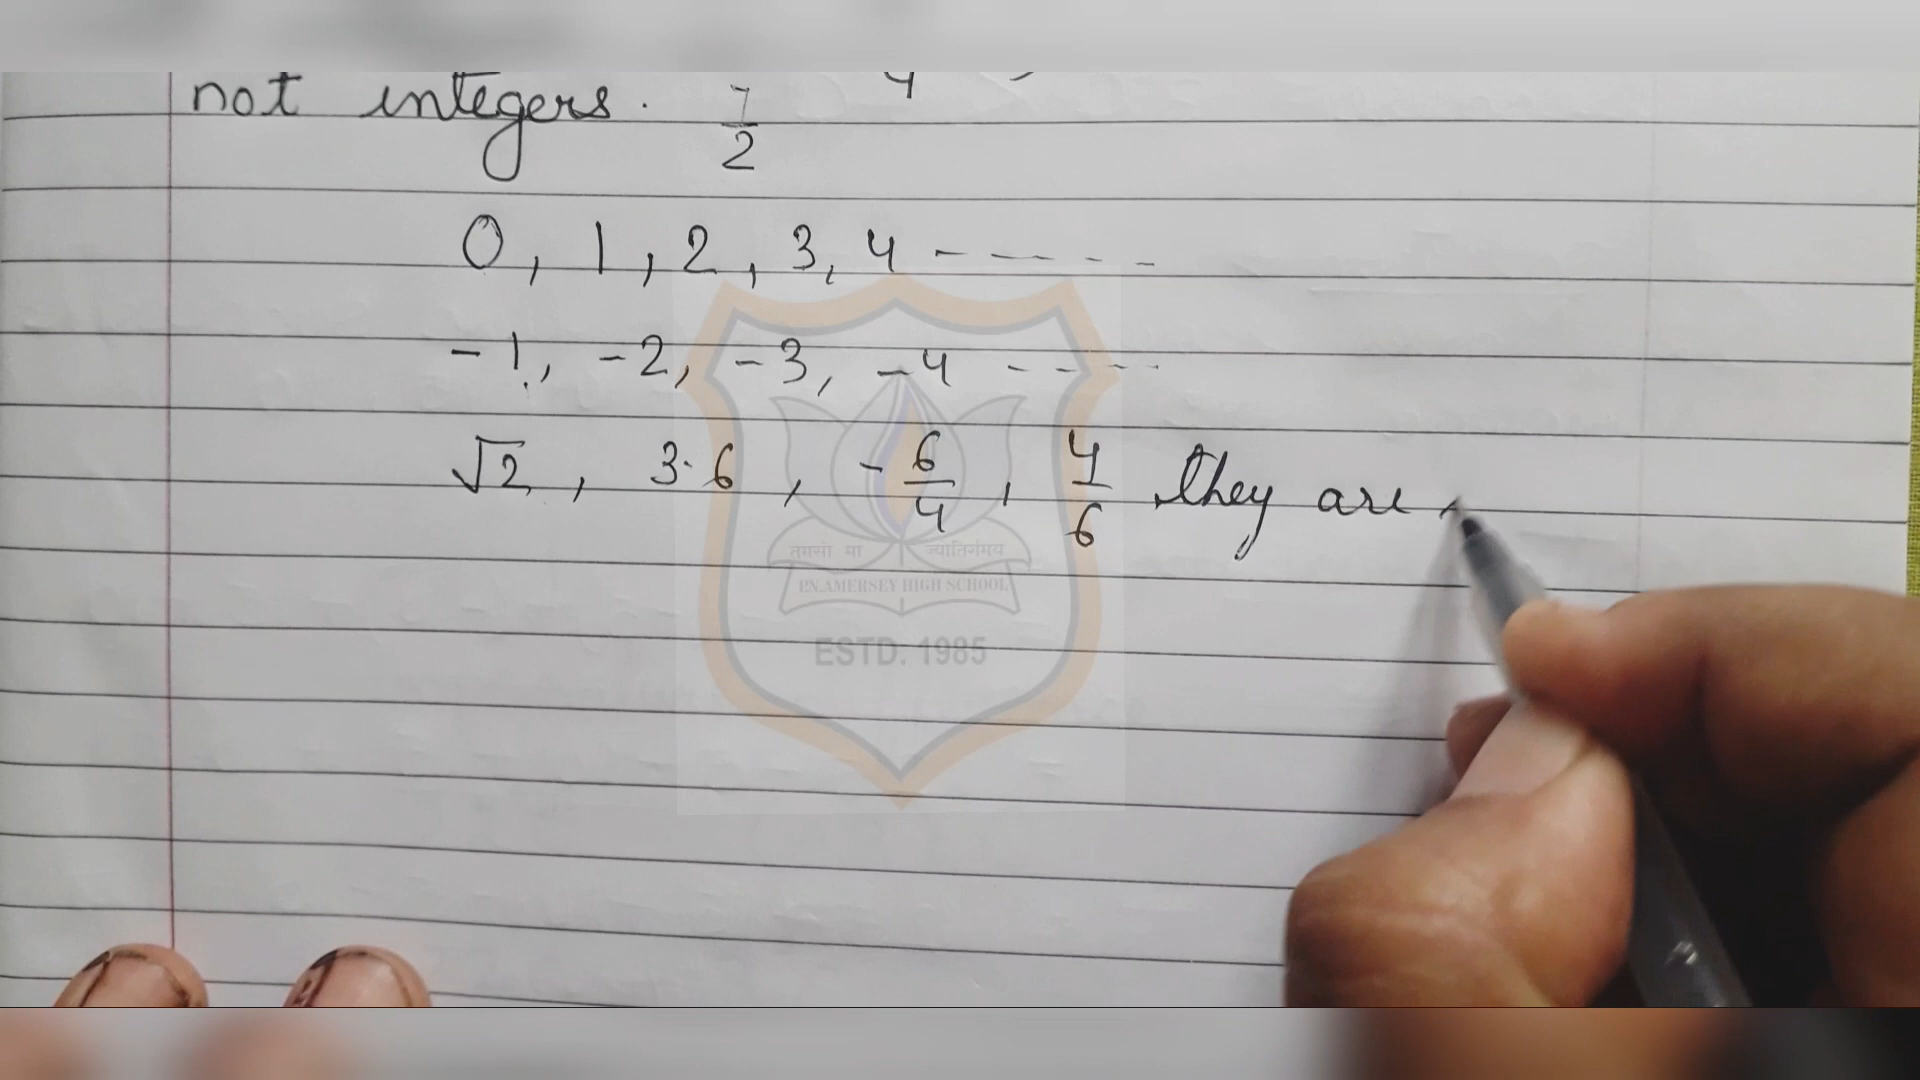 not integers. 7/2 4
0, 1, 2, 3, 4 - - - - -
-1, -2, -3, -4 - - - - -
√2, 3.6, -6/4, 4/6 they are
तमसो मा ज्योतिर्गमय
P.N.AMERSEY HIGH SCHOOL
ESTD. 1985